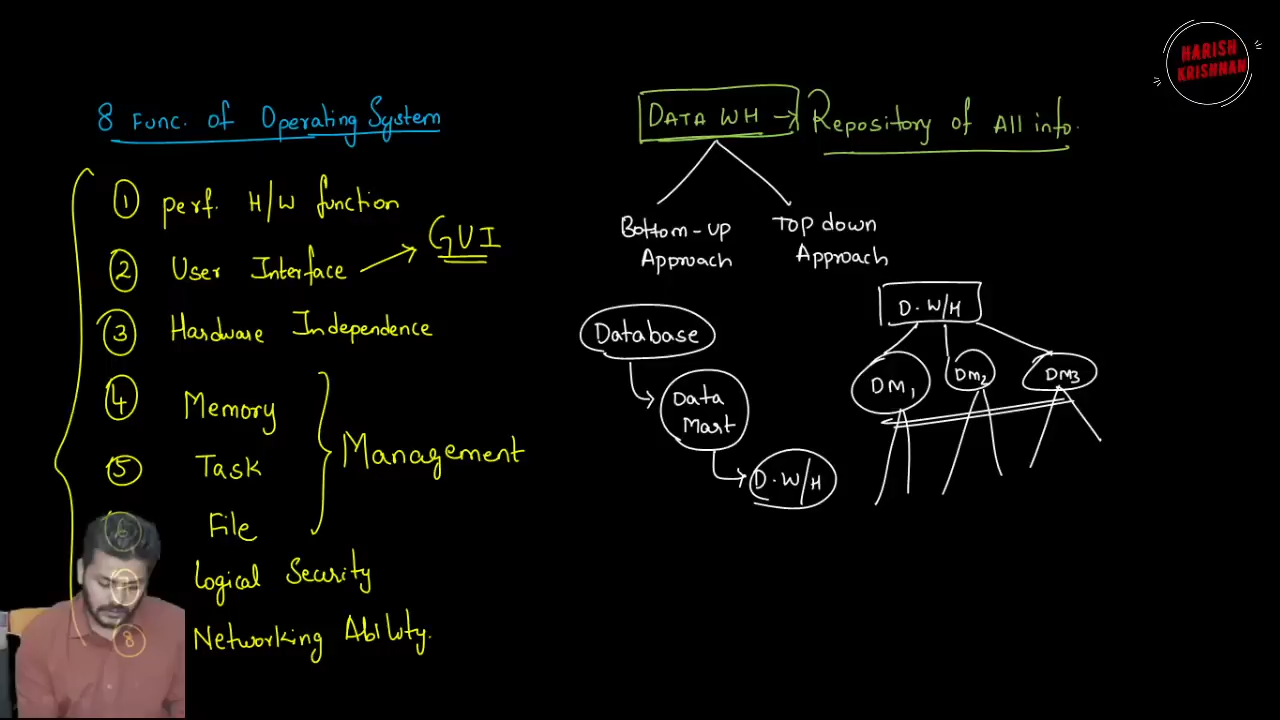 HARISH
KRISHNAN
8 Func. of Operating System
① perf. H/W function
② User Interface → GUI
③ Hardware Independence
④ Memory
⑤ Task
⑥ File
Management
⑦ Logical Security
⑧ Networking Ability.
DATA WH → Repository of All info.
Bottom-up
Approach
Top down
Approach
Database
Data
Mart
D.W/H
D.W/H
DM1
DM2
DM3